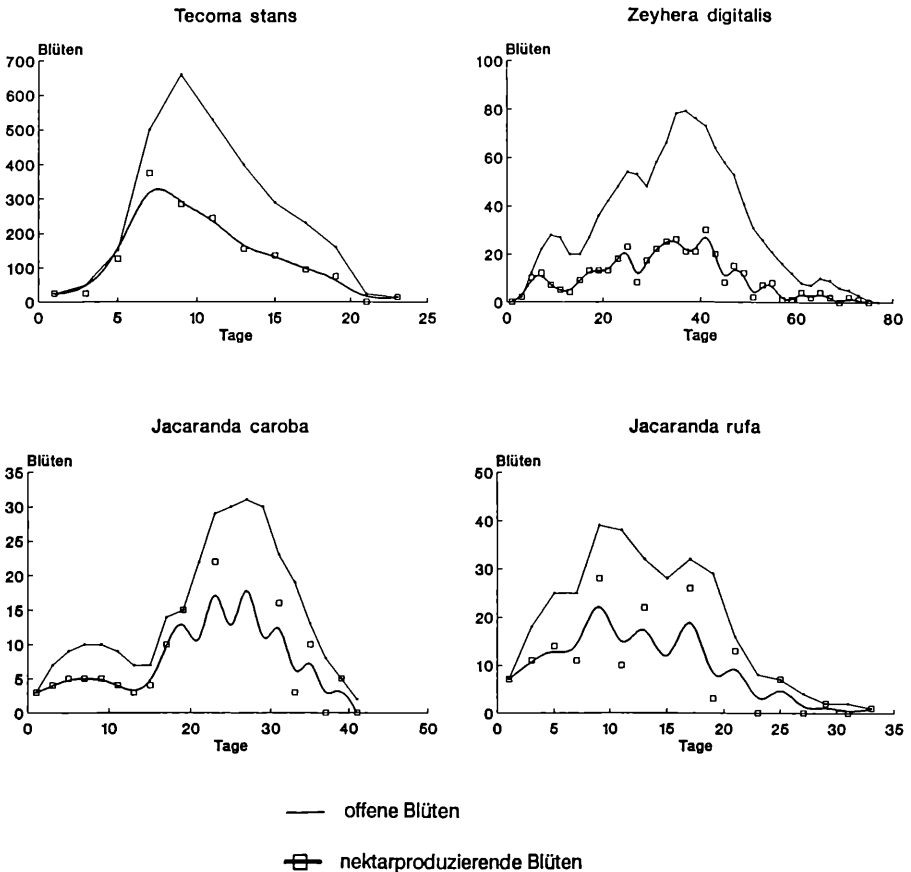 Tecoma stans
Blüten
700
600
500
400
300
200
100
0
0 5 10 15 20 25
Tage
Zeyhera digitalis
Blüten
100
80
60
40
20
0
0 20 40 60 80
Tage
Jacaranda caroba
Blüten
35
30
25
20
15
10
5
0
0 10 20 30 40 50
Tage
Jacaranda rufa
Blüten
50
40
30
20
10
0
0 5 10 15 20 25 30 35
Tage
offene Blüten
nektarproduzierende Blüten